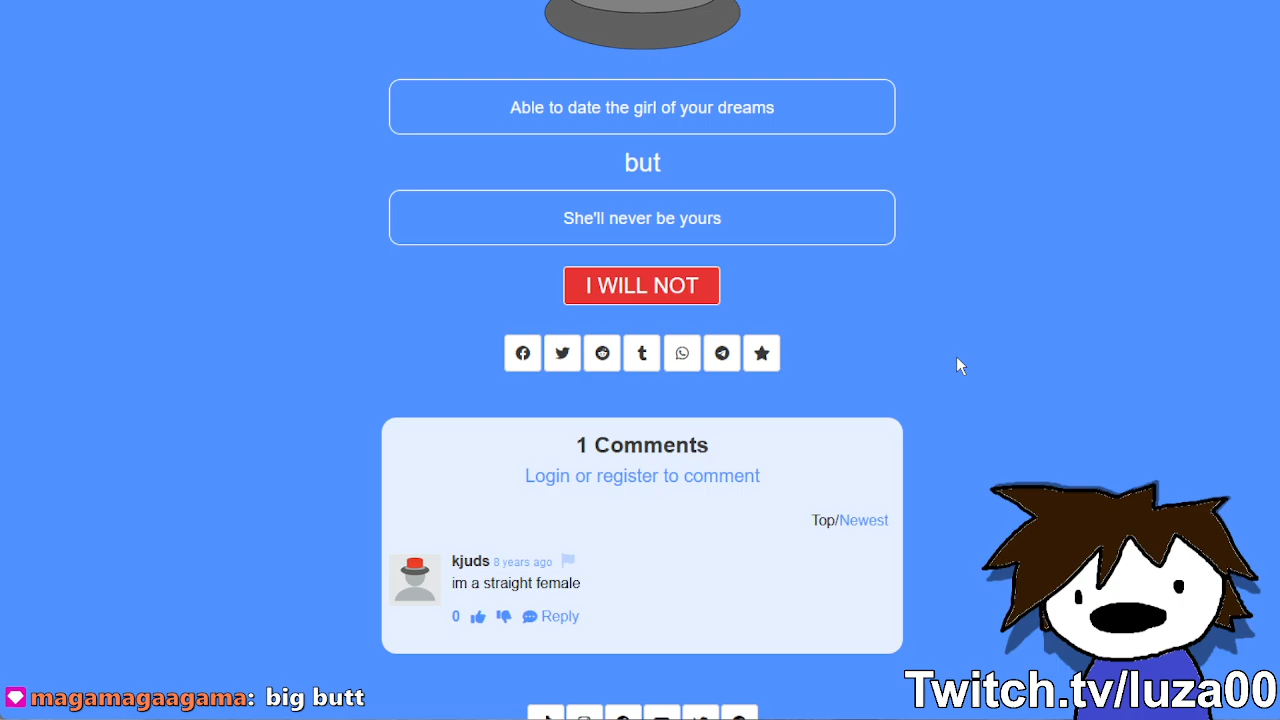 Able to date the girl of your dreams
but
She'll never be yours
I WILL NOT
1 Comments
Login or register to comment
Top/Newest
kjuds 8 years ago
im a straight female
0 Reply
magamagaagama: big butt
Twitch.tv/luza00